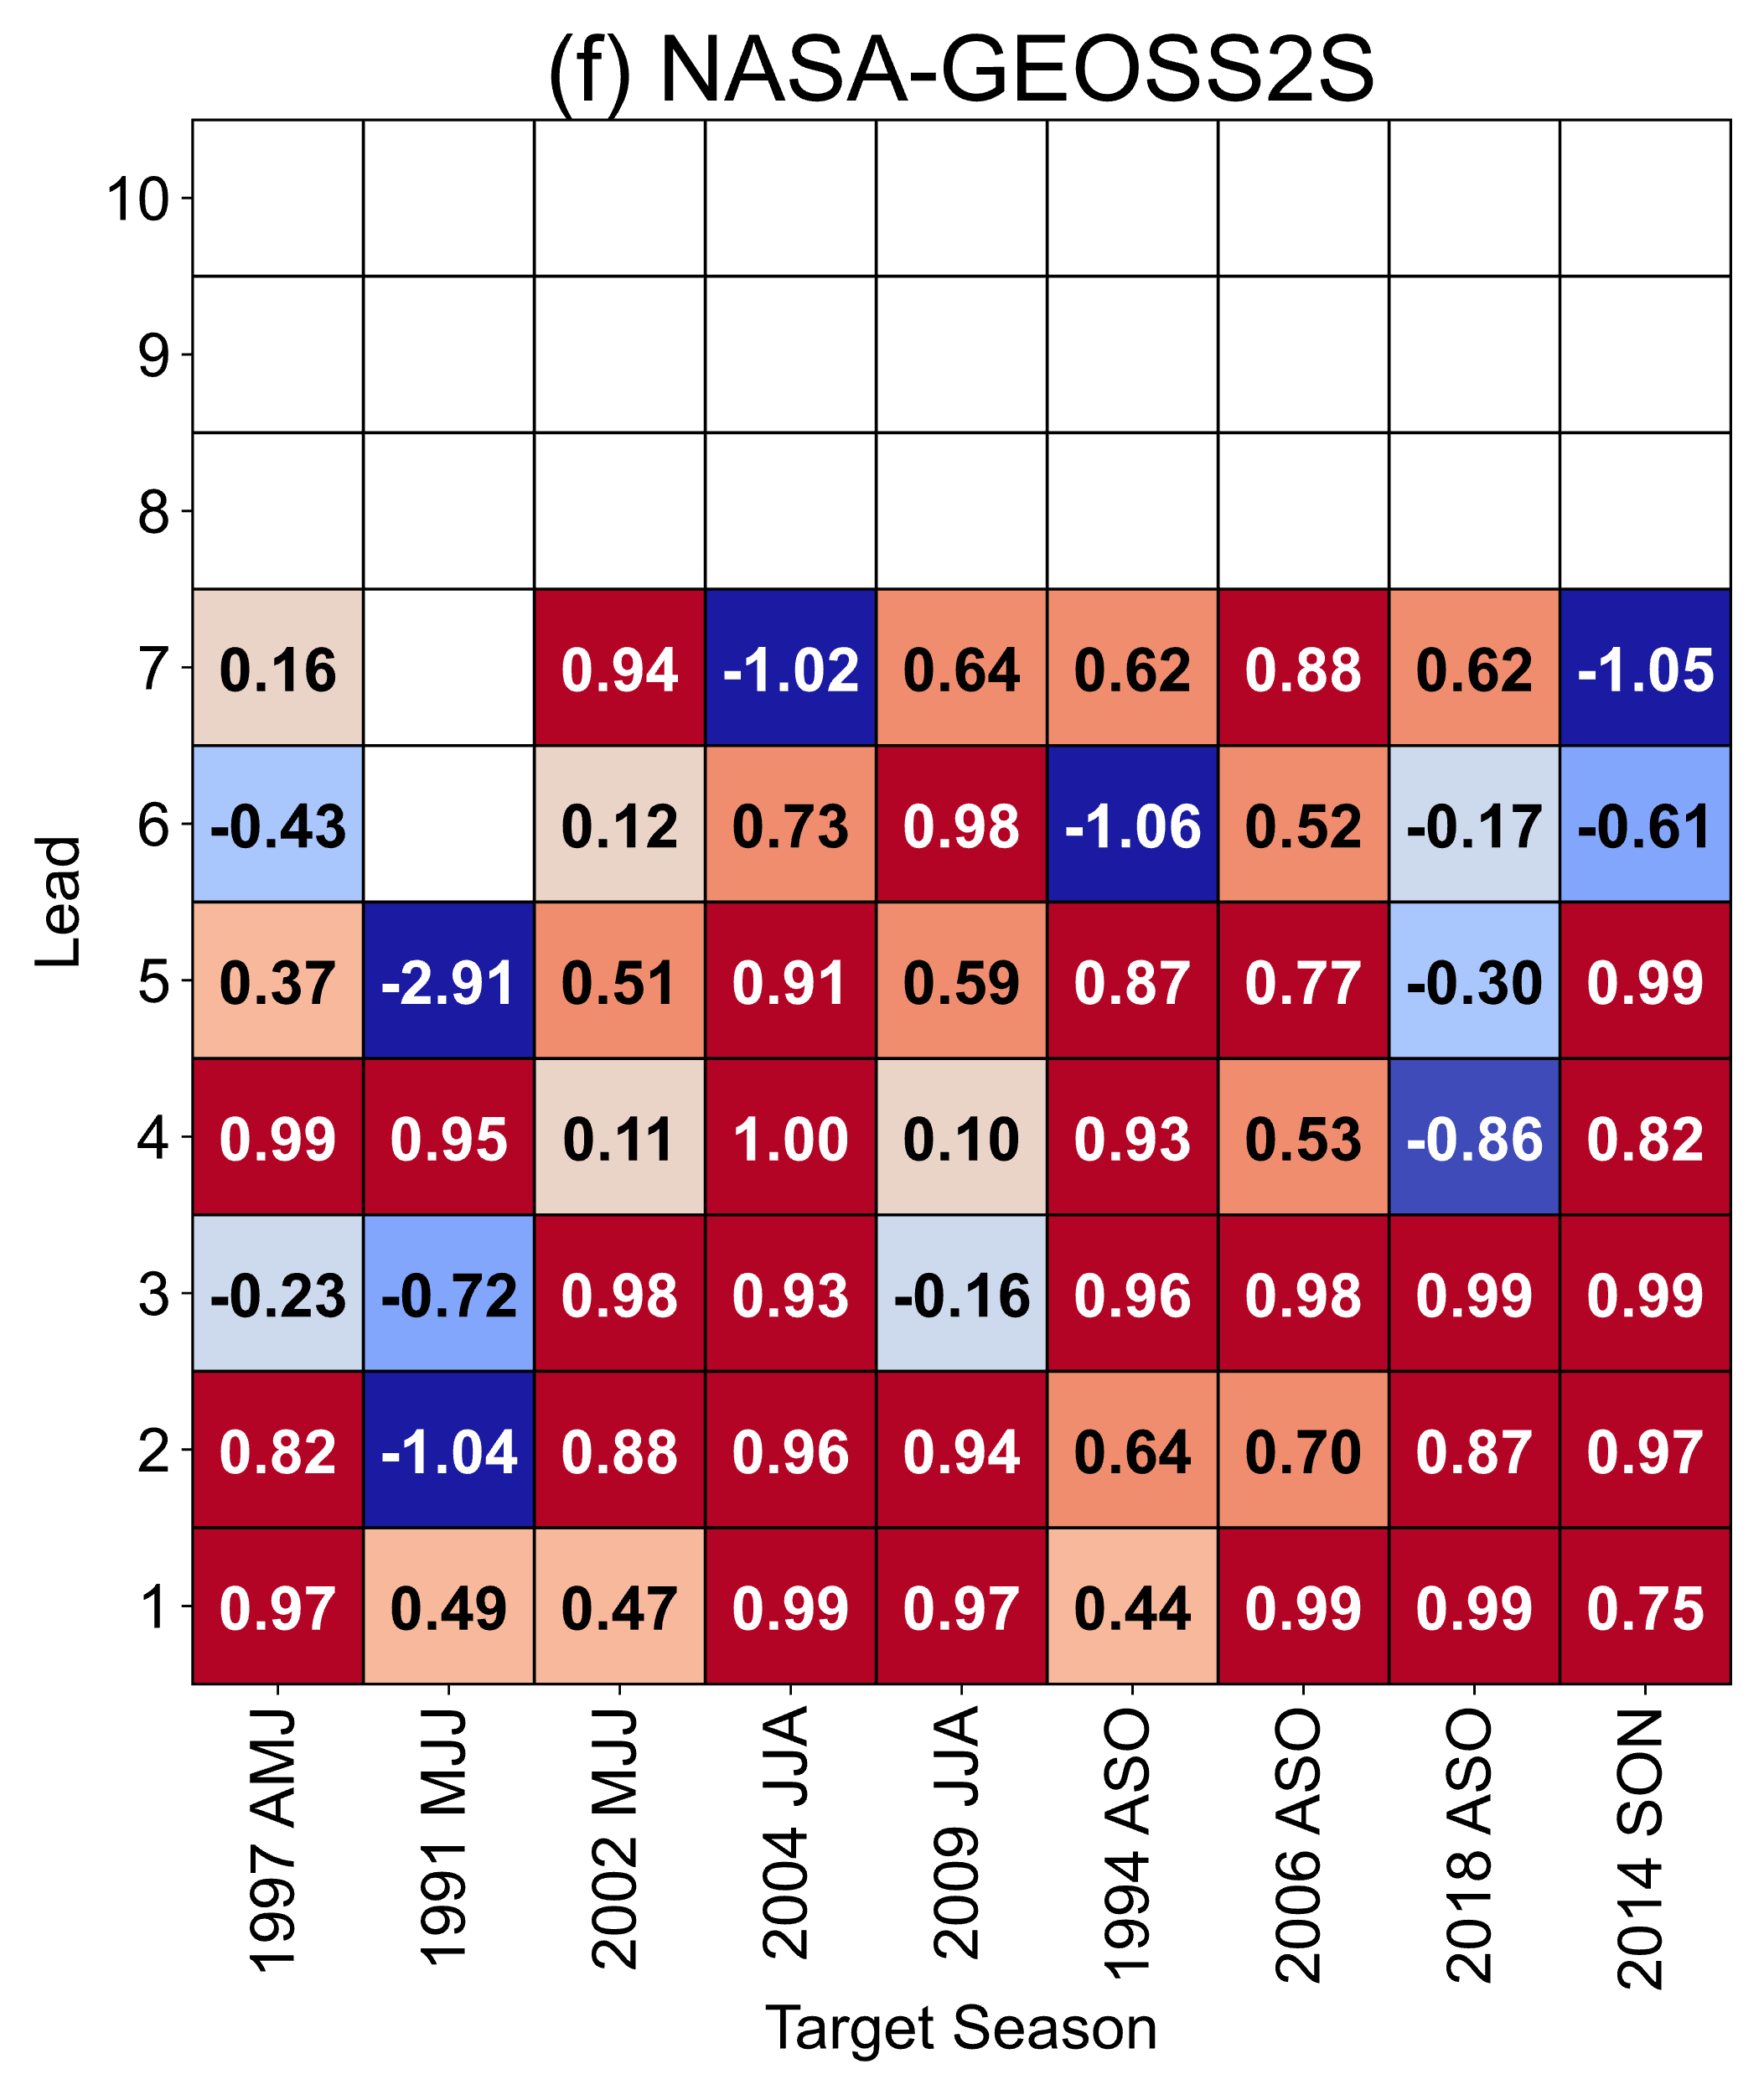 (f) NASA-GEOSS2S
10
9
8
7 0.16 0.94 -1.02 0.64 0.62 0.88 0.62 -1.05
6 -0.43 0.12 0.73 0.98 -1.06 0.52 -0.17 -0.61
5 0.37 -2.91 0.51 0.91 0.59 0.87 0.77 -0.30 0.99
4 0.99 0.95 0.11 1.00 0.10 0.93 0.53 -0.86 0.82
3 -0.23 -0.72 0.98 0.93 -0.16 0.96 0.98 0.99 0.99
2 0.82 -1.04 0.88 0.96 0.94 0.64 0.70 0.87 0.97
1 0.97 0.49 0.47 0.99 0.97 0.44 0.99 0.99 0.75
Lead
1997 AMJ
1991 MJJ
2002 MJJ
2004 JJA
2009 JJA
1994 ASO
2006 ASO
2018 ASO
2014 SON
Target Season